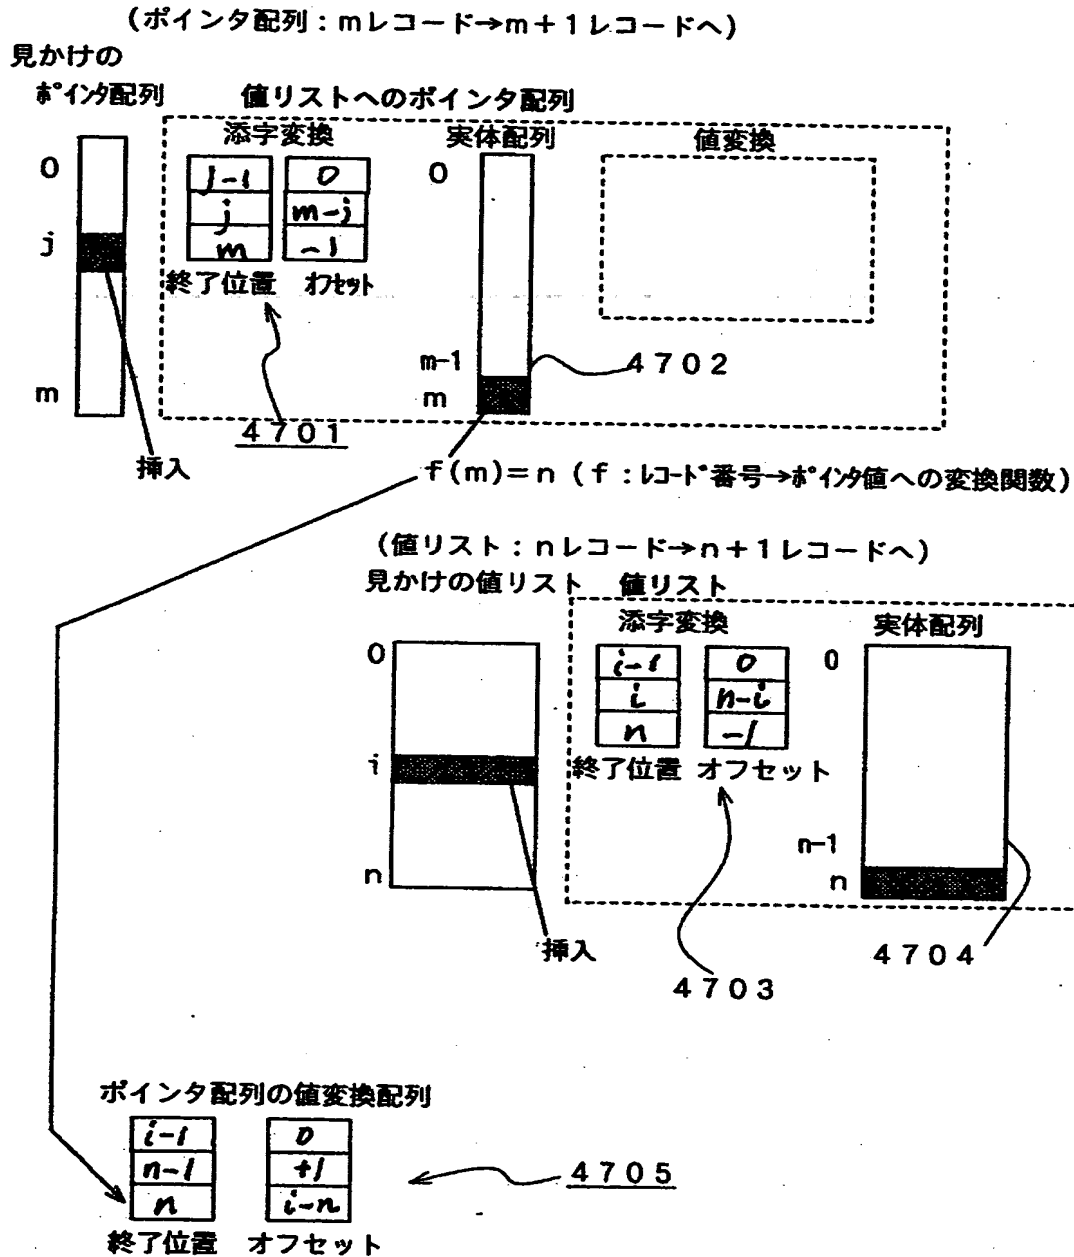 (ポインタ配列：mレコード→m＋1レコードへ)
見かけの
ポインタ配列
値リストへのポインタ配列
添字変換
実体配列
値変換
0
j
m
j-1
0
j
m-j
m
-1
終了位置
オフセット
0
m-1
m
4702
4701
挿入
f(m)=n (f：レコード番号→ポインタ値への変換関数)
(値リスト：nレコード→n＋1レコードへ)
見かけの値リスト
値リスト
添字変換
実体配列
0
i
n
i-1
0
i
n-i
n
-1
終了位置
オフセット
0
n-1
n
挿入
4703
4704
ポインタ配列の値変換配列
i-1
0
n-1
+1
n
i-n
終了位置
オフセット
4705